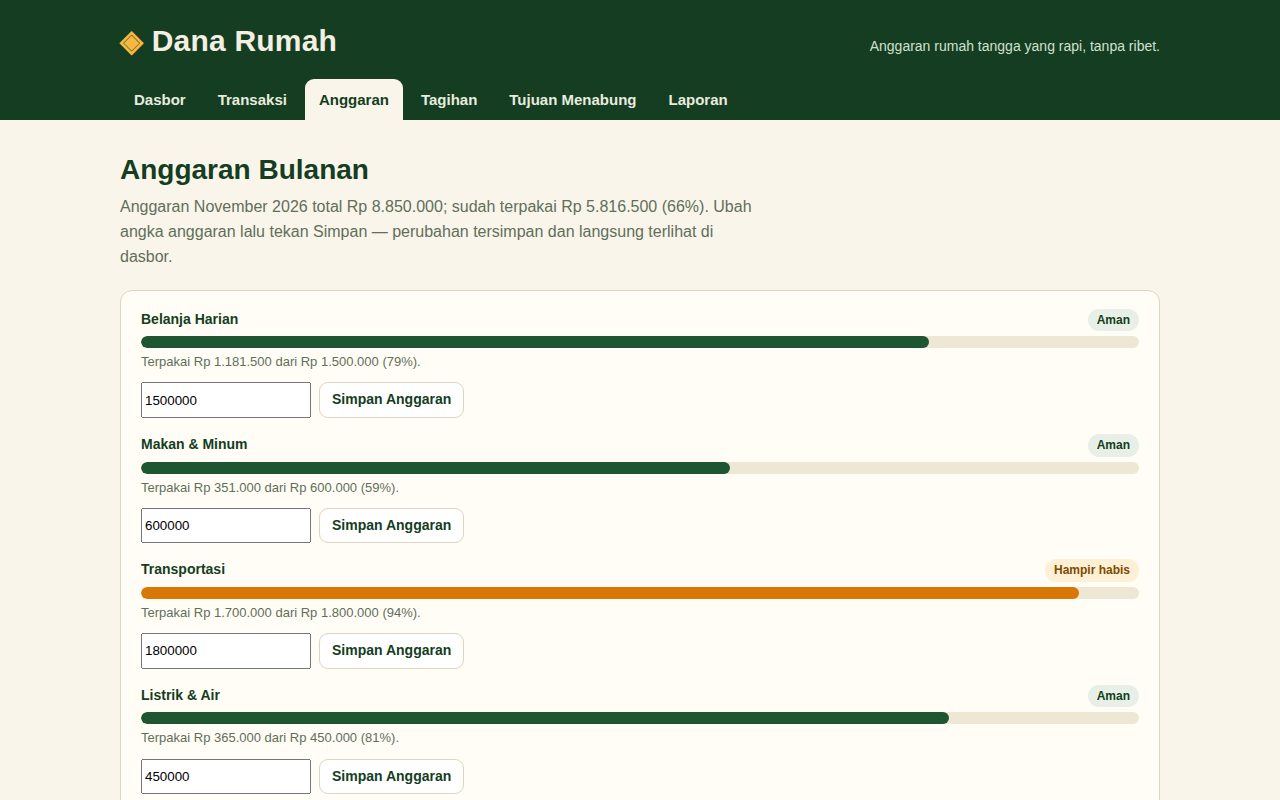 ◈ Dana Rumah
Anggaran rumah tangga yang rapi, tanpa ribet.
Dasbor Transaksi Anggaran Tagihan Tujuan Menabung Laporan
Anggaran Bulanan
Anggaran November 2026 total Rp 8.850.000; sudah terpakai Rp 5.816.500 (66%). Ubah
angka anggaran lalu tekan Simpan — perubahan tersimpan dan langsung terlihat di
dasbor.
Belanja Harian Aman
Terpakai Rp 1.181.500 dari Rp 1.500.000 (79%).
1500000 Simpan Anggaran
Makan & Minum Aman
Terpakai Rp 351.000 dari Rp 600.000 (59%).
600000 Simpan Anggaran
Transportasi Hampir habis
Terpakai Rp 1.700.000 dari Rp 1.800.000 (94%).
1800000 Simpan Anggaran
Listrik & Air Aman
Terpakai Rp 365.000 dari Rp 450.000 (81%).
450000 Simpan Anggaran